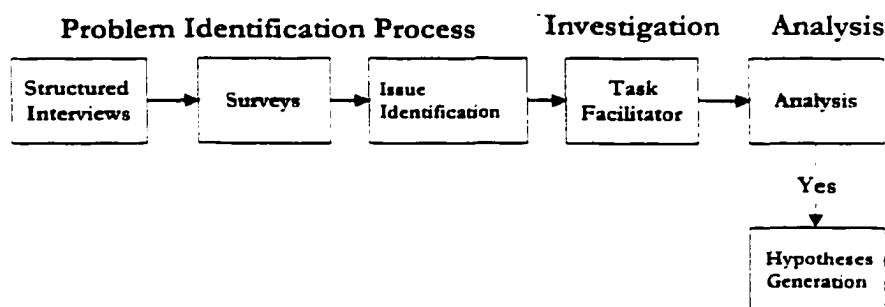 Problem Identification Process
Investigation
Analysis
Structured
Interviews
Surveys
Issue
Identification
Task
Facilitator
Analysis
Yes
Hypotheses
Generation